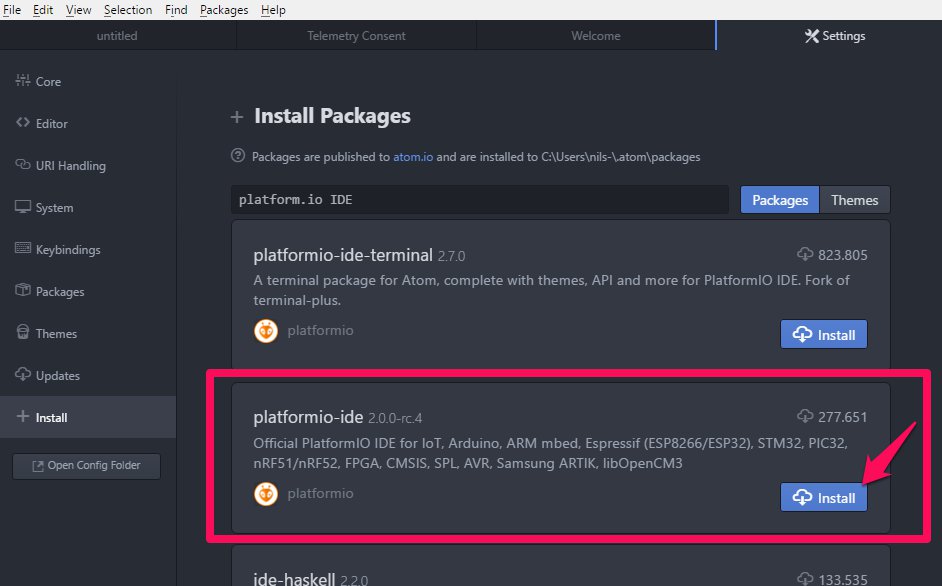 File Edit View Selection Find Packages Help
untitled Telemetry Consent Welcome Settings
Core
Editor
URI Handling
System
Keybindings
Packages
Themes
Updates
Install
Open Config Folder
Install Packages
Packages are published to atom.io and are installed to C:\Users\nils-\.atom\packages
platform.io IDE
Packages Themes
platformio-ide-terminal 2.7.0 823.805
A terminal package for Atom, complete with themes, API and more for PlatformIO IDE. Fork of
terminal-plus.
platformio
Install
platformio-ide 2.0.0-rc.4 277.651
Official PlatformIO IDE for IoT, Arduino, ARM mbed, Espressif (ESP8266/ESP32), STM32, PIC32,
nRF51/nRF52, FPGA, CMSIS, SPL, AVR, Samsung ARTIK, libOpenCM3
platformio
Install
ide-haskell 2.2.0 133.535